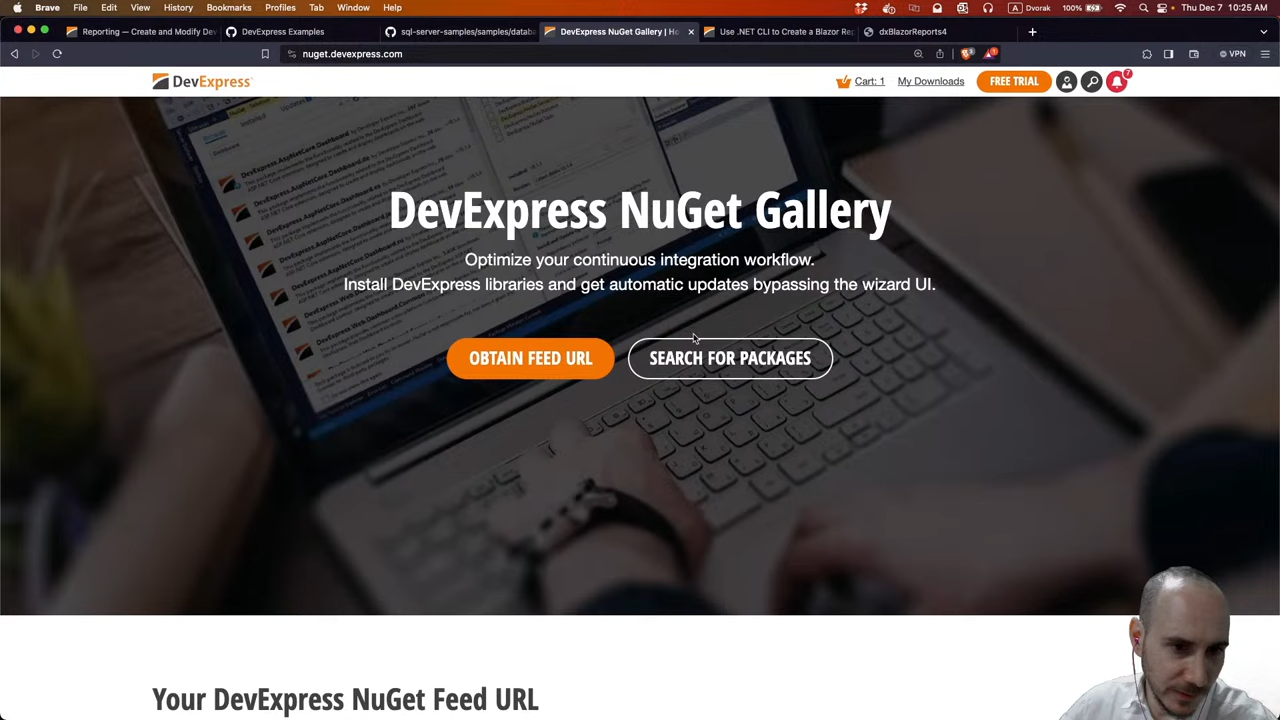 Brave File Edit View History Bookmarks Profiles Tab Window Help Dvorak 100% Thu Dec 7 10:25 AM
Reporting — Create and Modify De
DevExpress Examples
sql-server-samples/samples/datab
DevExpress NuGet Gallery | Ho
Use .NET CLI to Create a Blazor Rep
dxBlazorReports4
nuget.devexpress.com
VPN
DevExpress
Cart: 1
My Downloads
FREE TRIAL
7
DevExpress NuGet Gallery
Optimize your continuous integration workflow.
Install DevExpress libraries and get automatic updates bypassing the wizard UI.
OBTAIN FEED URL
SEARCH FOR PACKAGES
Your DevExpress NuGet Feed URL